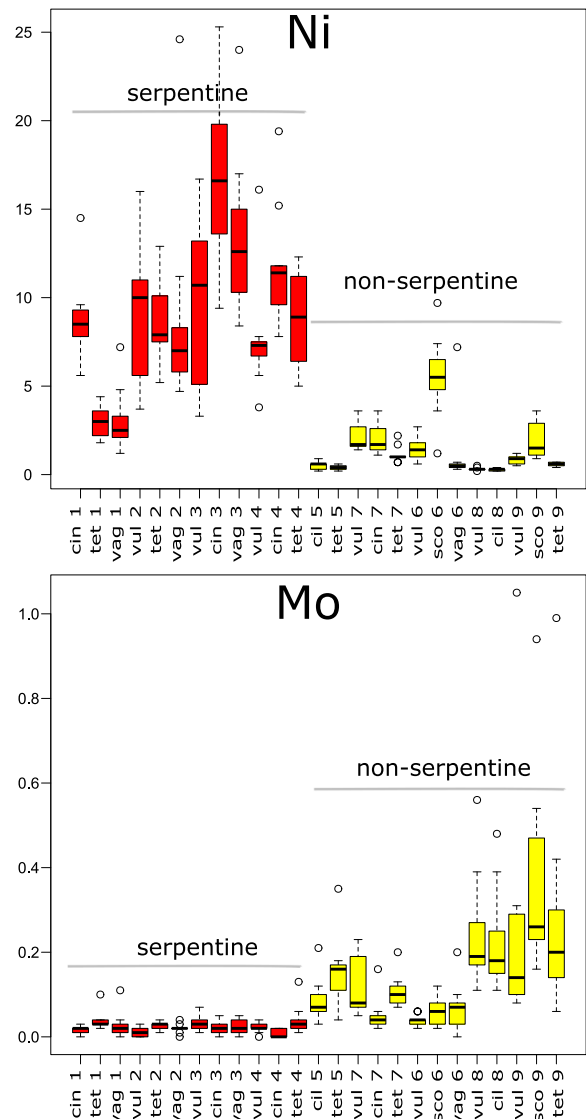 Ni
25
serpentine
20
15
non-serpentine
10
5
0
cin 1 tet 1 vag 1 vul 2 tet 2 vag 2 vul 3 cin 3 vag 3 vul 4 cin 4 tet 4 cil 5 tet 5 vul 7 cin 7 tet 7 vul 6 sco 6 vag 6 vul 8 cil 8 vul 9 sco 9 tet 9
Mo
1.0
0.8
non-serpentine
0.6
0.4
serpentine
0.2
0.0
cin 1 tet 1 vag 1 vul 2 tet 2 vag 2 vul 3 cin 3 vag 3 vul 4 cin 4 tet 4 cil 5 tet 5 vul 7 cin 7 tet 7 vul 6 sco 6 vag 6 vul 8 cil 8 vul 9 sco 9 tet 9